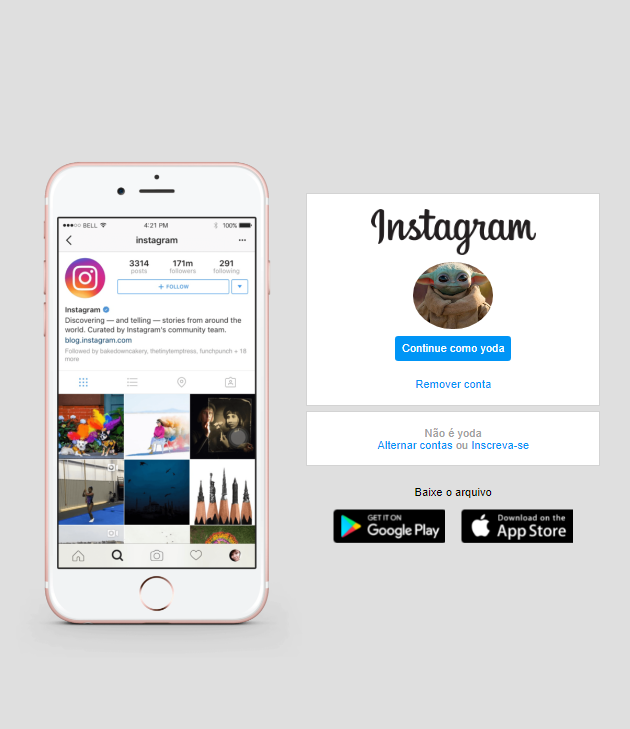 BELL 4:21 PM 100%
instagram
3314 171m 291
posts followers following
+ FOLLOW
Instagram
Discovering — and telling — stories from around the
world. Curated by Instagram's community team.
blog.instagram.com
Followed by bakedowncakery, thetinytemptress, funchpunch + 18
more
Instagram
Continue como yoda
Remover conta
Não é yoda
Alternar contas ou Inscreva-se
Baixe o arquivo
GET IT ON
Google Play
Download on the
App Store